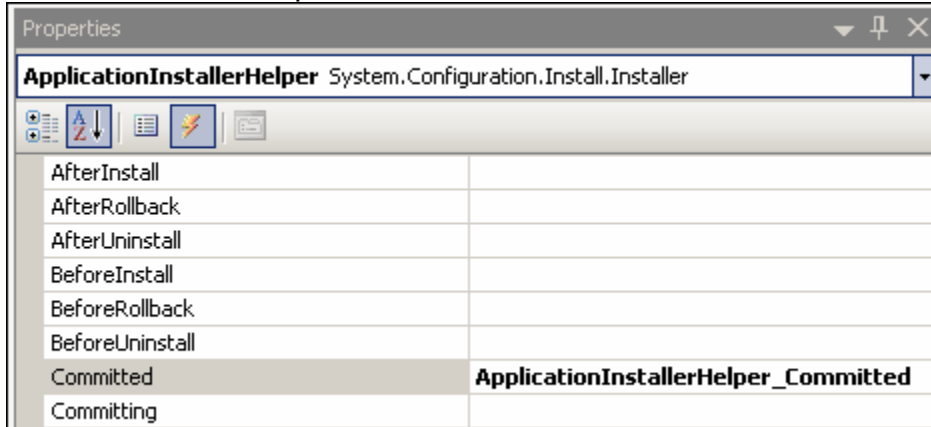 Properties
ApplicationInstallerHelper System.Configuration.Install.Installer
AfterInstall
AfterRollback
AfterUninstall
BeforeInstall
BeforeRollback
BeforeUninstall
Committed ApplicationInstallerHelper_Committed
Committing